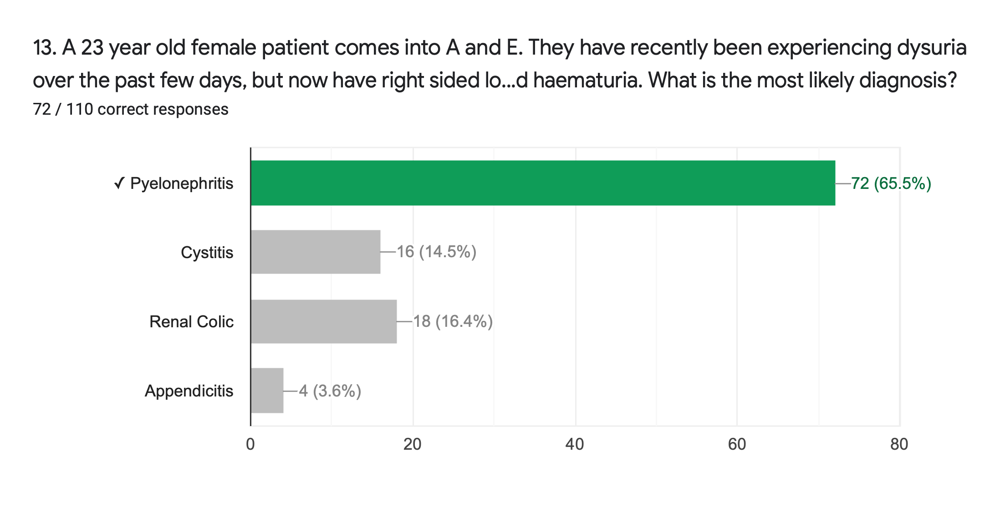 13. A 23 year old female patient comes into A and E. They have recently been experiencing dysuria
over the past few days, but now have right sided lo...d haematuria. What is the most likely diagnosis?
72 / 110 correct responses
✓ Pyelonephritis
72 (65.5%)
Cystitis
16 (14.5%)
Renal Colic
18 (16.4%)
Appendicitis
4 (3.6%)
0 20 40 60 80